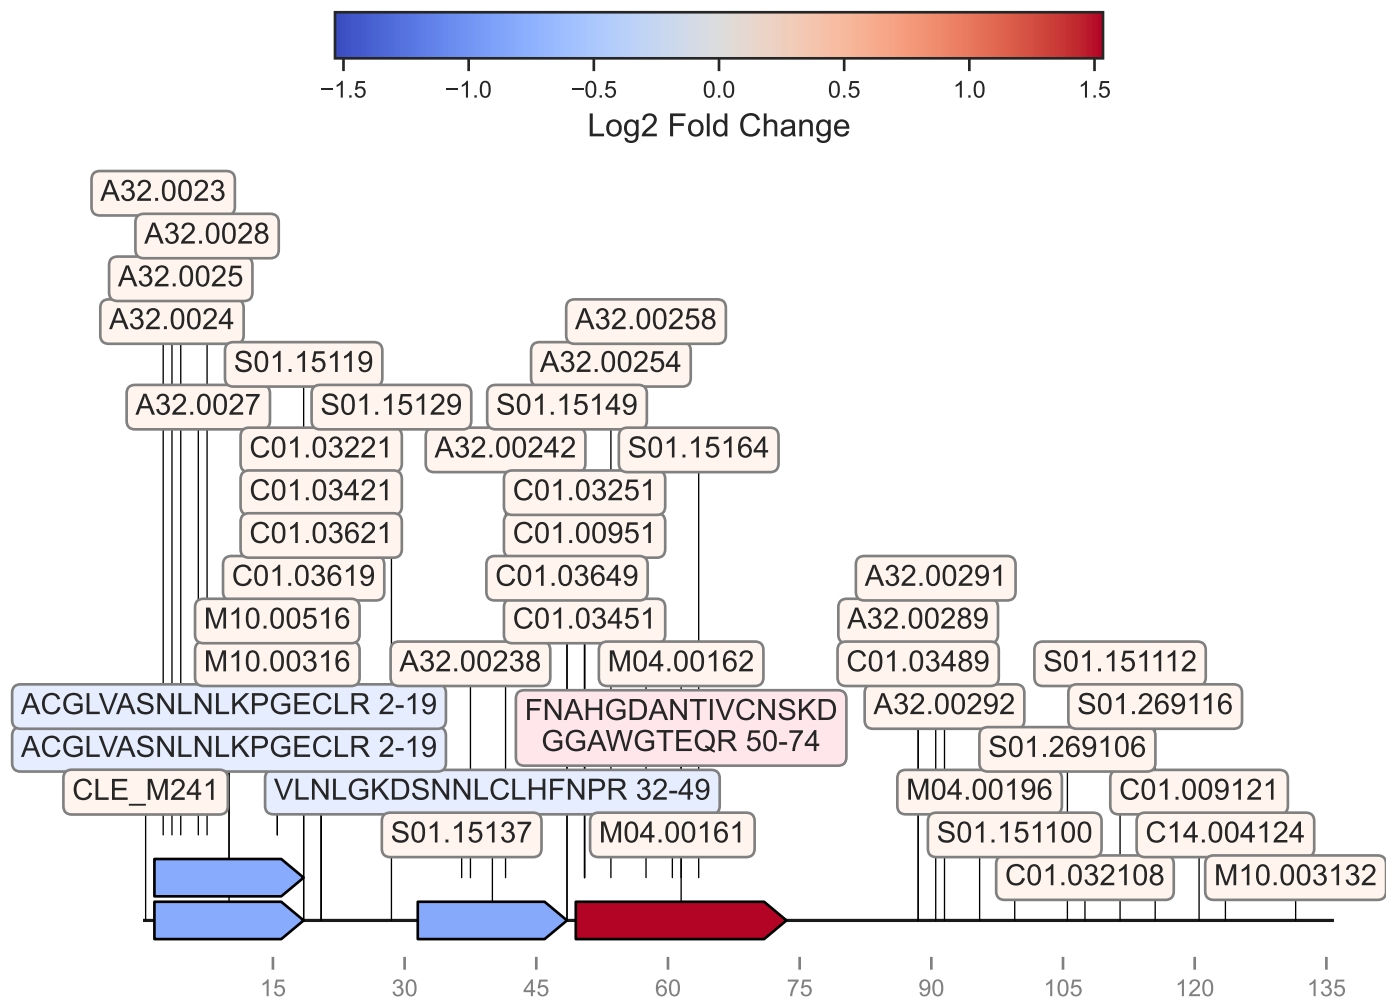 −1.5 −1.0 −0.5 0.0 0.5 1.0 1.5
Log2 Fold Change
A32.0023
A32.0028
A32.0025
A32.0024 A32.00258
S01.15119 A32.00254
A32.0027 S01.15129 S01.15149
C01.03221 A32.00242 S01.15164
C01.03421 C01.03251
C01.03621 C01.00951
C01.03619 C01.03649 A32.00291
M10.00516 C01.03451 A32.00289
M10.00316 A32.00238 M04.00162 C01.03489 S01.151112
ACGLVASNLNLKPGECLR 2-19 FNAHGDANTIVCNSKD A32.00292 S01.269116
ACGLVASNLNLKPGECLR 2-19 GGAWGTEQR 50-74 S01.269106
CLE_M241 VLNLGKDSNNLCLHFNPR 32-49 M04.00196 C01.009121
S01.15137 M04.00161 S01.151100 C14.004124
C01.032108 M10.003132
15 30 45 60 75 90 105 120 135